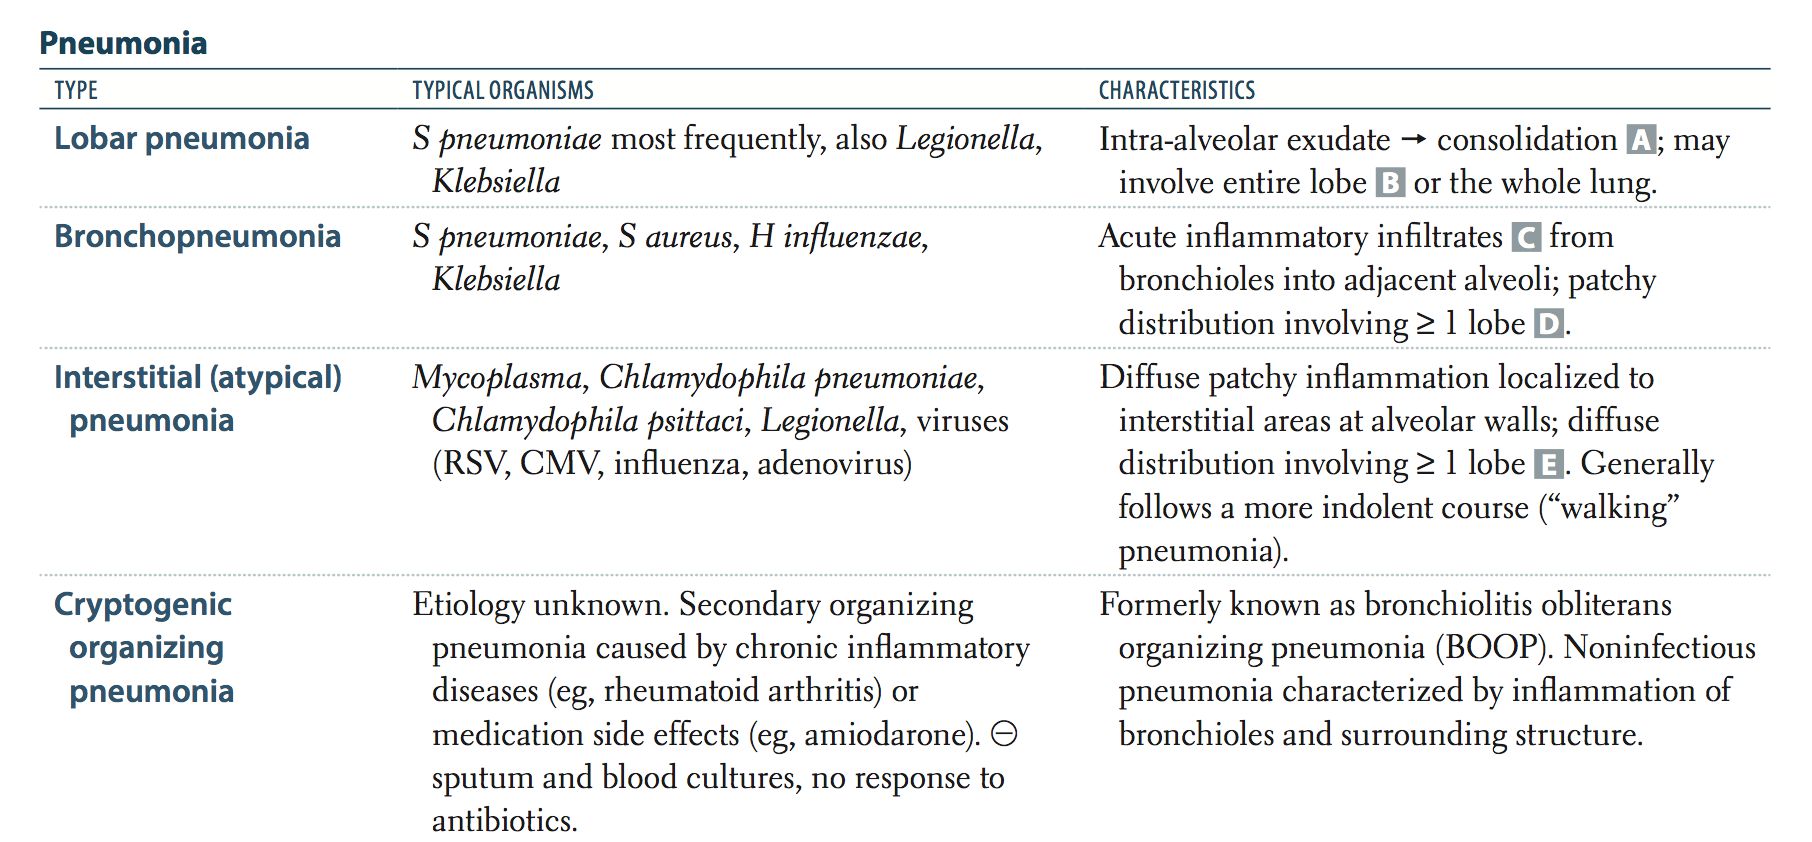 Pneumonia
TYPE TYPICAL ORGANISMS CHARACTERISTICS
Lobar pneumonia
S pneumoniae most frequently, also Legionella,
Klebsiella
Intra-alveolar exudate → consolidation A; may
involve entire lobe B or the whole lung.
Bronchopneumonia
S pneumoniae, S aureus, H influenzae,
Klebsiella
Acute inflammatory infiltrates C from
bronchioles into adjacent alveoli; patchy
distribution involving ≥ 1 lobe D.
Interstitial (atypical)
pneumonia
Mycoplasma, Chlamydophila pneumoniae,
Chlamydophila psittaci, Legionella, viruses
(RSV, CMV, influenza, adenovirus)
Diffuse patchy inflammation localized to
interstitial areas at alveolar walls; diffuse
distribution involving ≥ 1 lobe E. Generally
follows a more indolent course (“walking”
pneumonia).
Cryptogenic
organizing
pneumonia
Etiology unknown. Secondary organizing
pneumonia caused by chronic inflammatory
diseases (eg, rheumatoid arthritis) or
medication side effects (eg, amiodarone). ⊝
sputum and blood cultures, no response to
antibiotics.
Formerly known as bronchiolitis obliterans
organizing pneumonia (BOOP). Noninfectious
pneumonia characterized by inflammation of
bronchioles and surrounding structure.